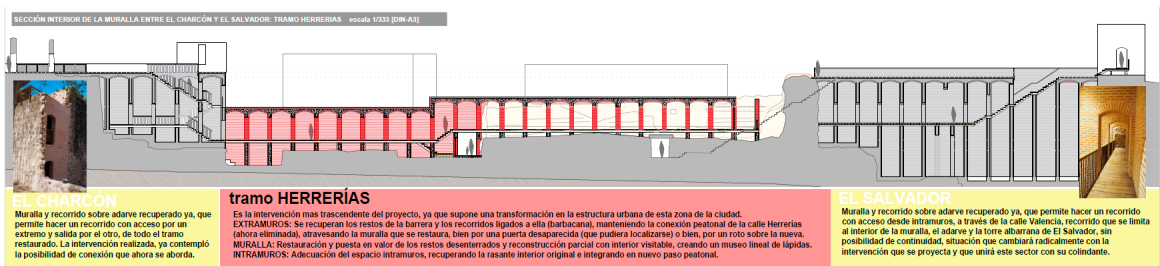 SECCIÓN INTERIOR DE LA MURALLA ENTRE EL CHARCÓN Y EL SALVADOR: TRAMO HERRERIAS escala 1/333 [DIN-A3]
EL CHARCÓN
Muralla y recorrido sobre adarve recuperado ya, que
permite hacer un recorrido con acceso por un
extremo y salida por el otro, de todo el tramo
restaurado. La intervención realizada, ya contempló
la posibilidad de conexión que ahora se aborda.
tramo HERRERÍAS
Es la intervención mas trascendente del proyecto, ya que supone una transformación en la estructura urbana de esta zona de la ciudad.
EXTRAMUROS: Se recuperan los restos de la barrera y los recorridos ligados a ella (barbacana), manteniendo la conexión peatonal de la calle Herrerías
(ahora eliminada), atravesando la muralla que se restaura, bien por una puerta desaparecida (que pudiera localizarse) o bien, por un roto sobre la nueva.
MURALLA: Restauración y puesta en valor de los restos desenterrados y reconstrucción parcial con interior visitable, creando un museo lineal de lápidas.
INTRAMUROS: Adecuación del espacio intramuros, recuperando la rasante interior original e integrando en nuevo paso peatonal.
EL SALVADOR
Muralla y recorrido sobre adarve recuperado ya, que permite hacer un recorrido
con acceso desde intramuros, a través de la calle Valencia, recorrido que se limita
al interior de la muralla, el adarve y la torre albarrana de El Salvador, sin
posibilidad de continuidad, situación que cambiará radicalmente con la
intervención que se proyecta y que unirá este sector con su colindante.